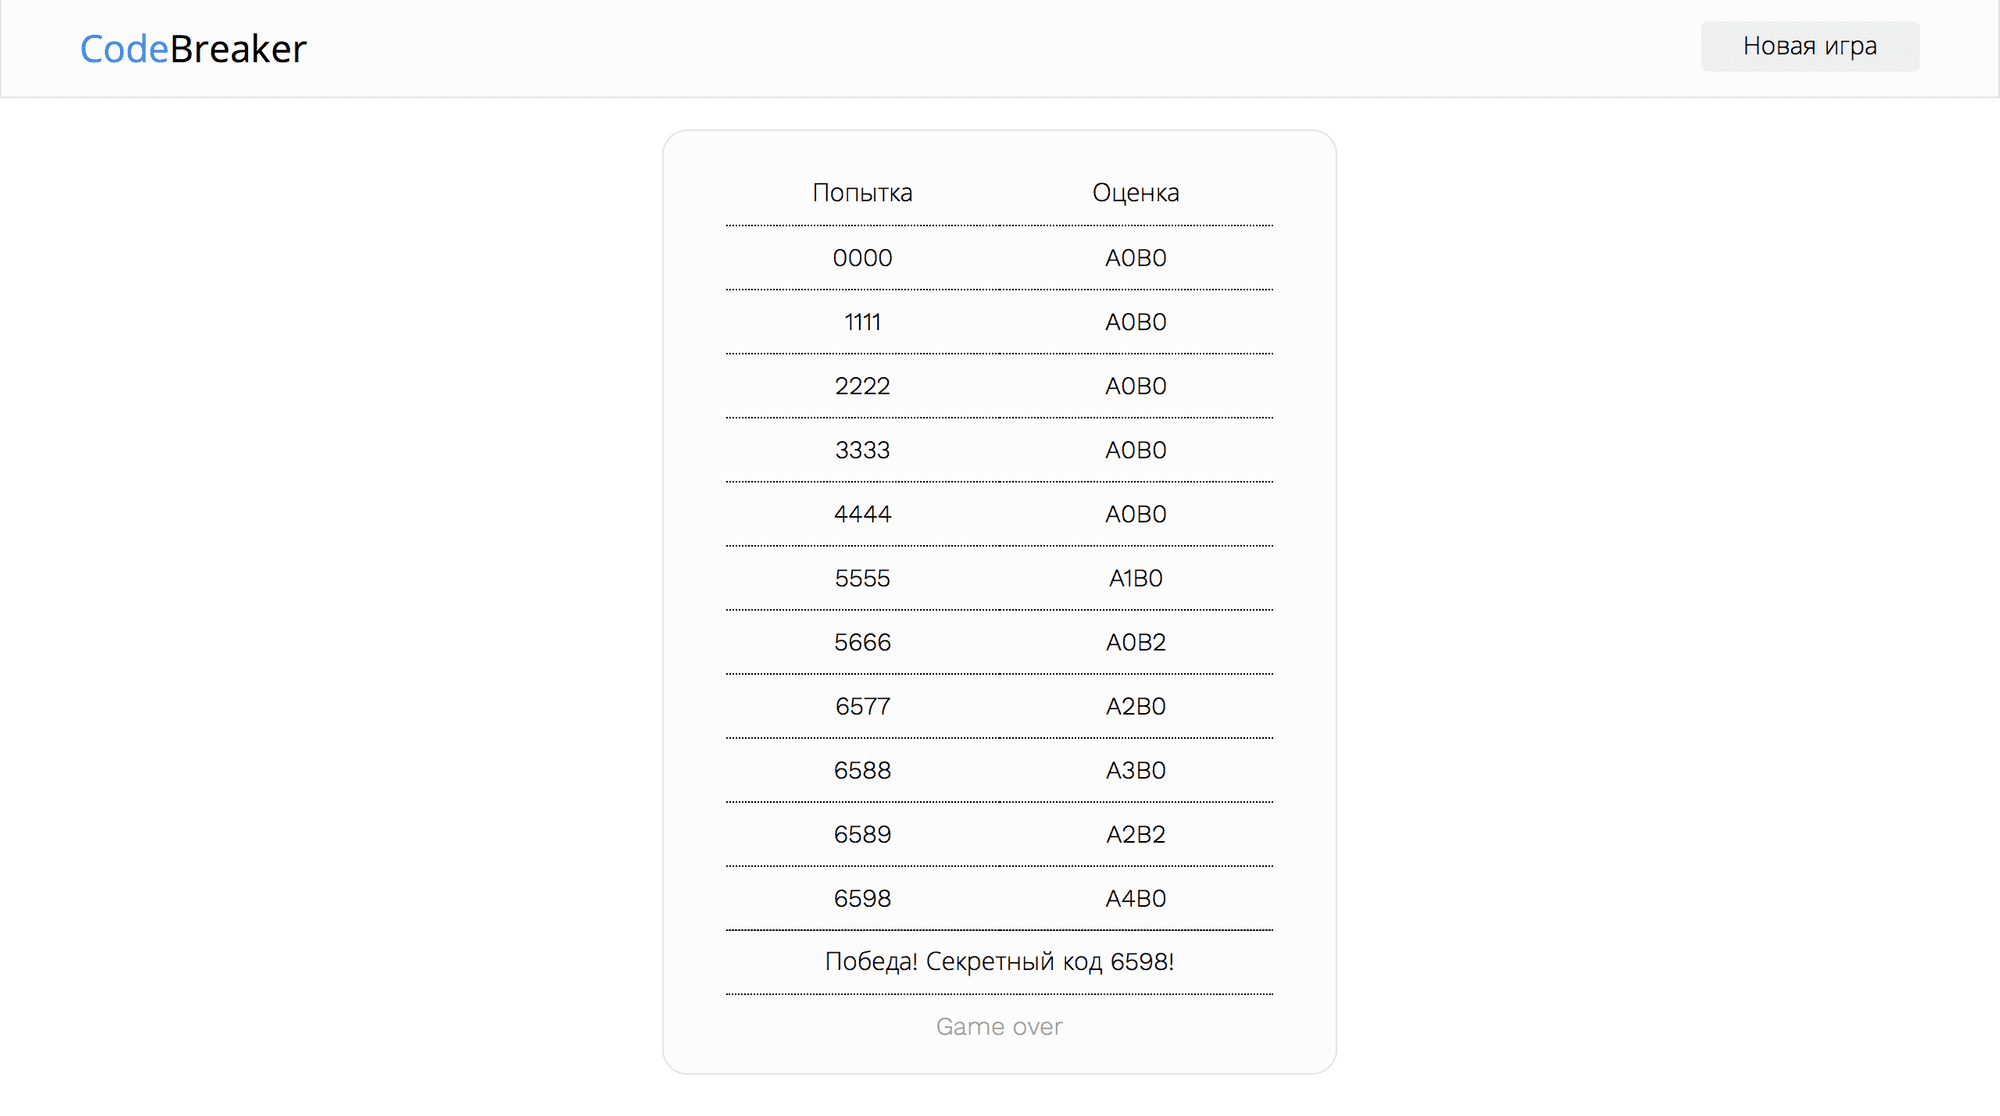 CodeBreaker Новая игра
Попытка Оценка
0000 A0B0
1111 A0B0
2222 A0B0
3333 A0B0
4444 A0B0
5555 A1B0
5666 A0B2
6577 A2B0
6588 A3B0
6589 A2B2
6598 A4B0
Победа! Секретный код 6598!
Game over